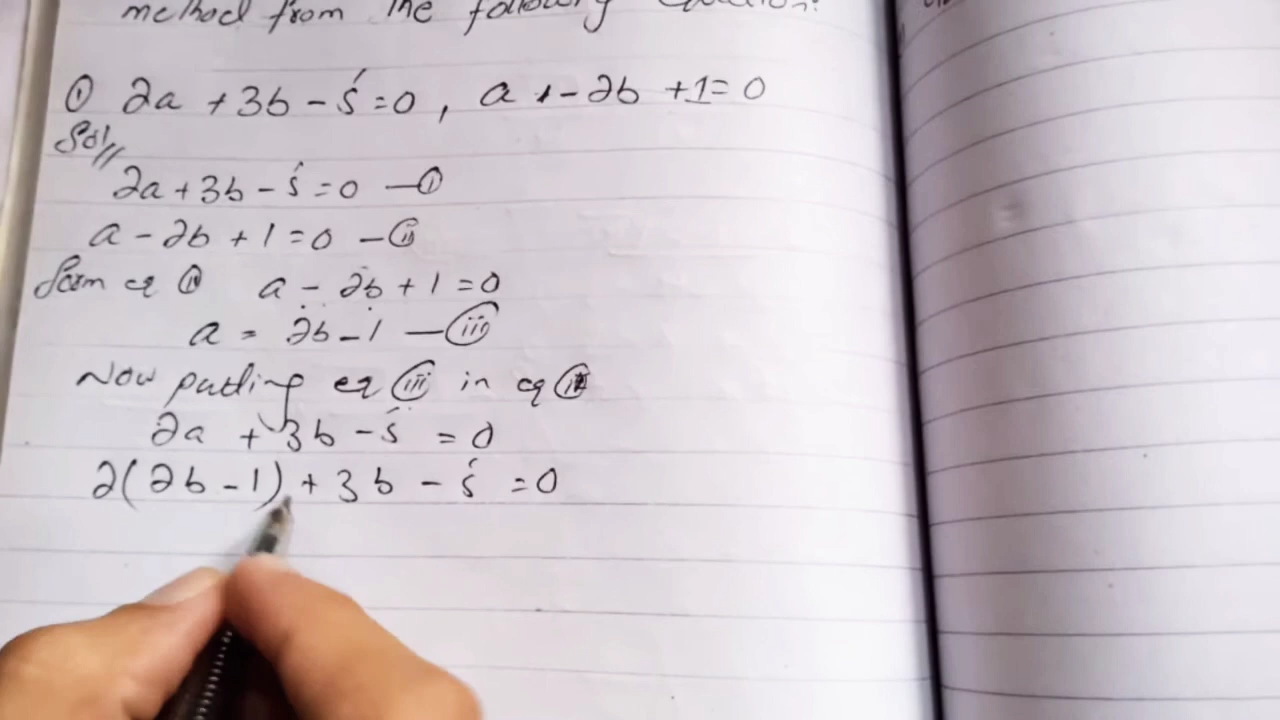 method from the following equation.
① 2a + 3b - 5 = 0, a - 2b + 1 = 0
Sol//
2a + 3b - 5 = 0 —①
a - 2b + 1 = 0 —ⓘⓘ
form eq ⓘⓘ a - 2b + 1 = 0
a = 2b - 1 —ⓘⓘⓘ
Now putting eq ⓘⓘⓘ in eq
2a + 3b - 5 = 0
2(2b - 1) + 3b - 5 = 0